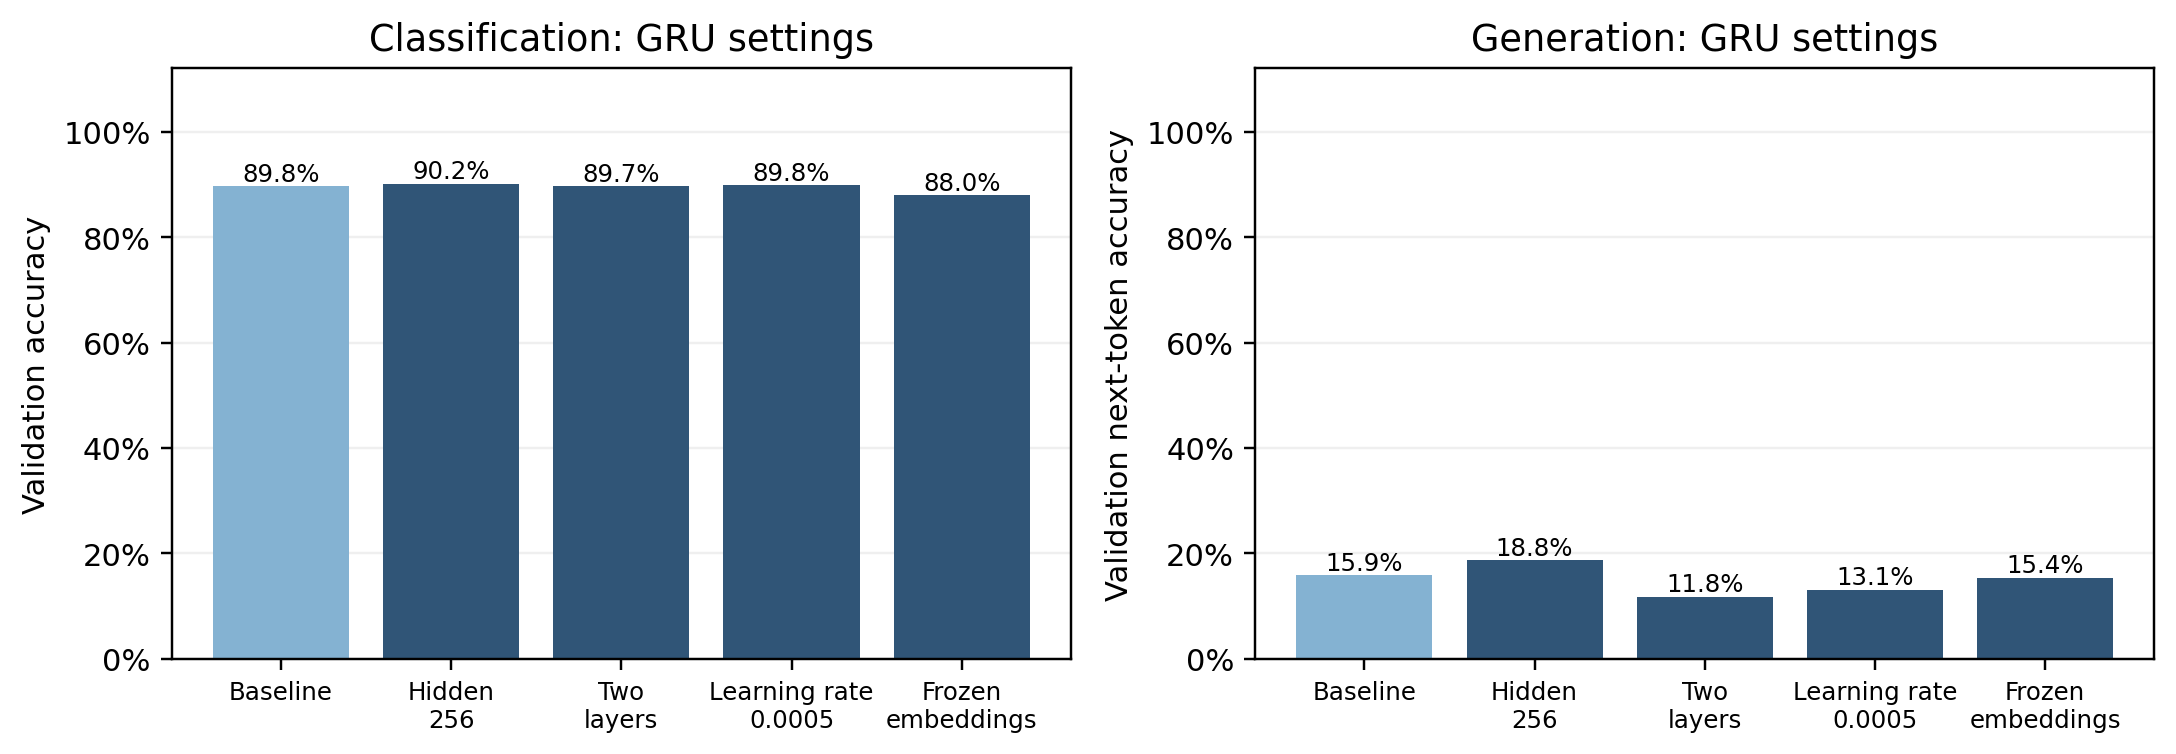 Classification: GRU settings
Validation accuracy
100%
80%
60%
40%
20%
0%
89.8%
90.2%
89.7%
89.8%
88.0%
Baseline
Hidden
256
Two
layers
Learning rate
0.0005
Frozen
embeddings
Generation: GRU settings
Validation next-token accuracy
100%
80%
60%
40%
20%
0%
15.9%
18.8%
11.8%
13.1%
15.4%
Baseline
Hidden
256
Two
layers
Learning rate
0.0005
Frozen
embeddings